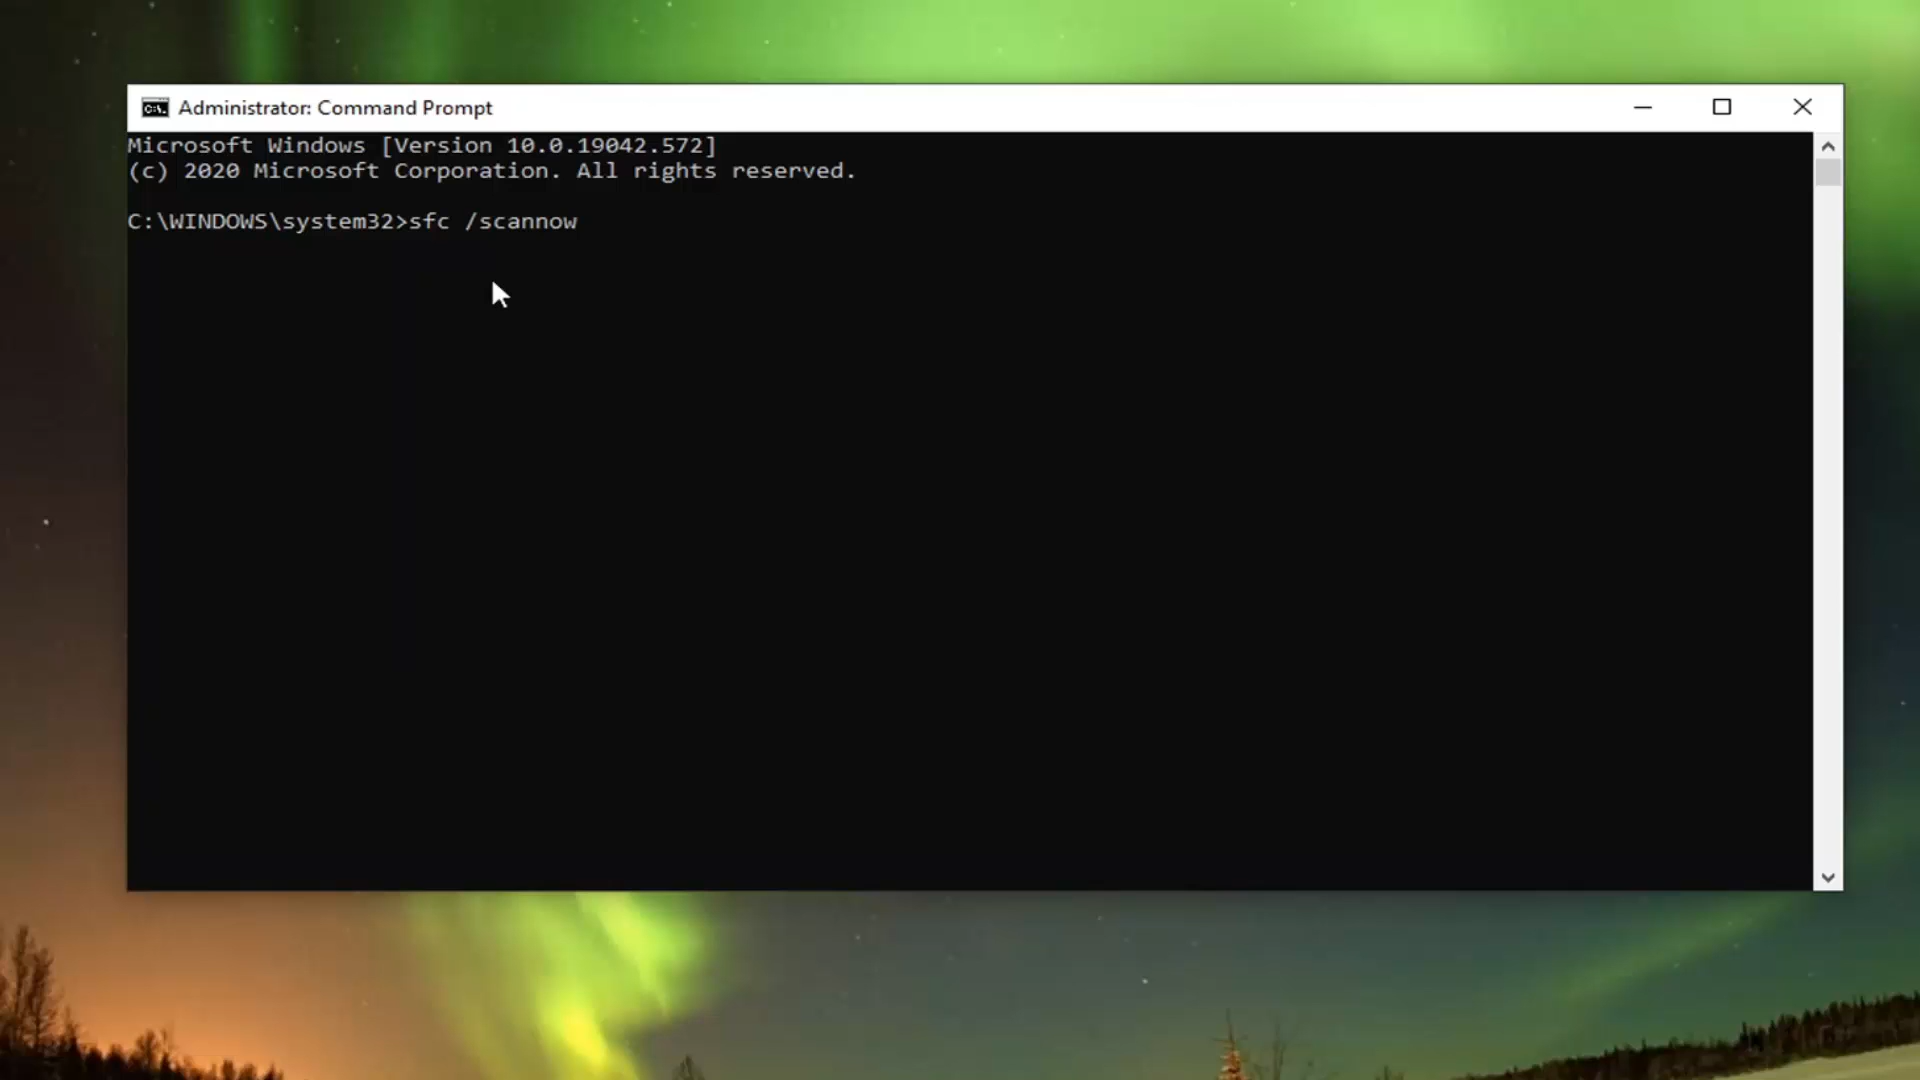 Administrator: Command Prompt
Microsoft Windows [Version 10.0.19042.572]
(c) 2020 Microsoft Corporation. All rights reserved.
C:\WINDOWS\system32>sfc /scannow